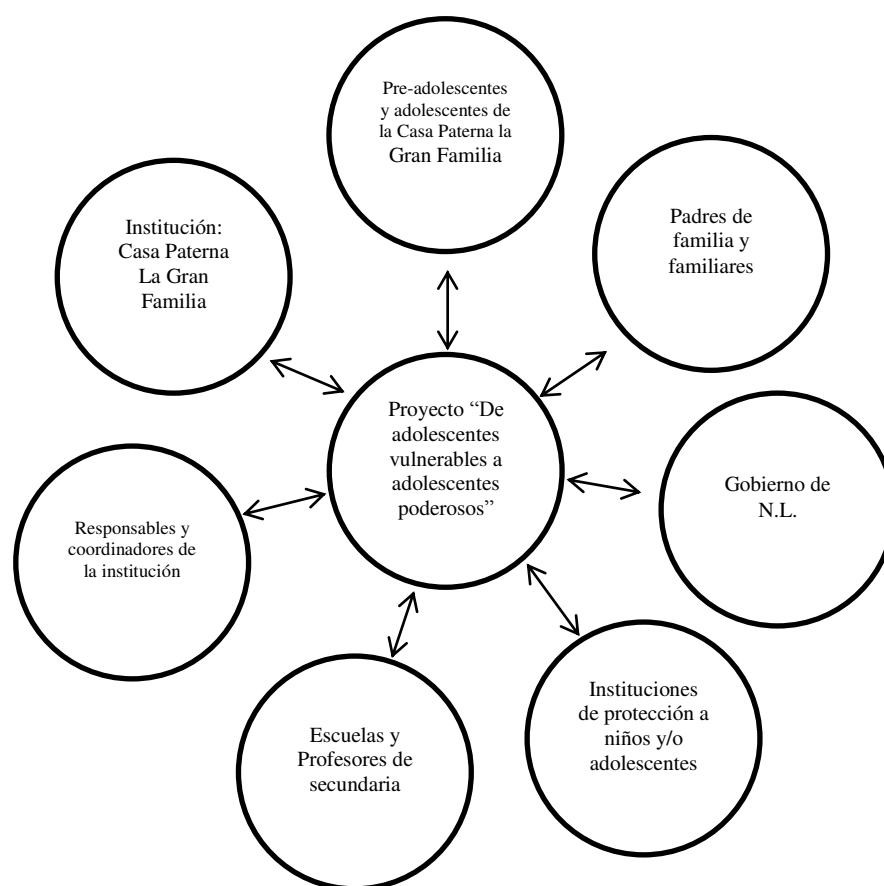 Pre-adolescentes
y adolescentes de
la Casa Paterna la
Gran Familia
Padres de
familia y
familiares
Institución:
Casa Paterna
La Gran
Familia
Proyecto “De
adolescentes
vulnerables a
adolescentes
poderosos”
Gobierno de
N.L.
Responsables y
coordinadores de
la institución
Instituciones
de protección a
niños y/o
adolescentes
Escuelas y
Profesores de
secundaria